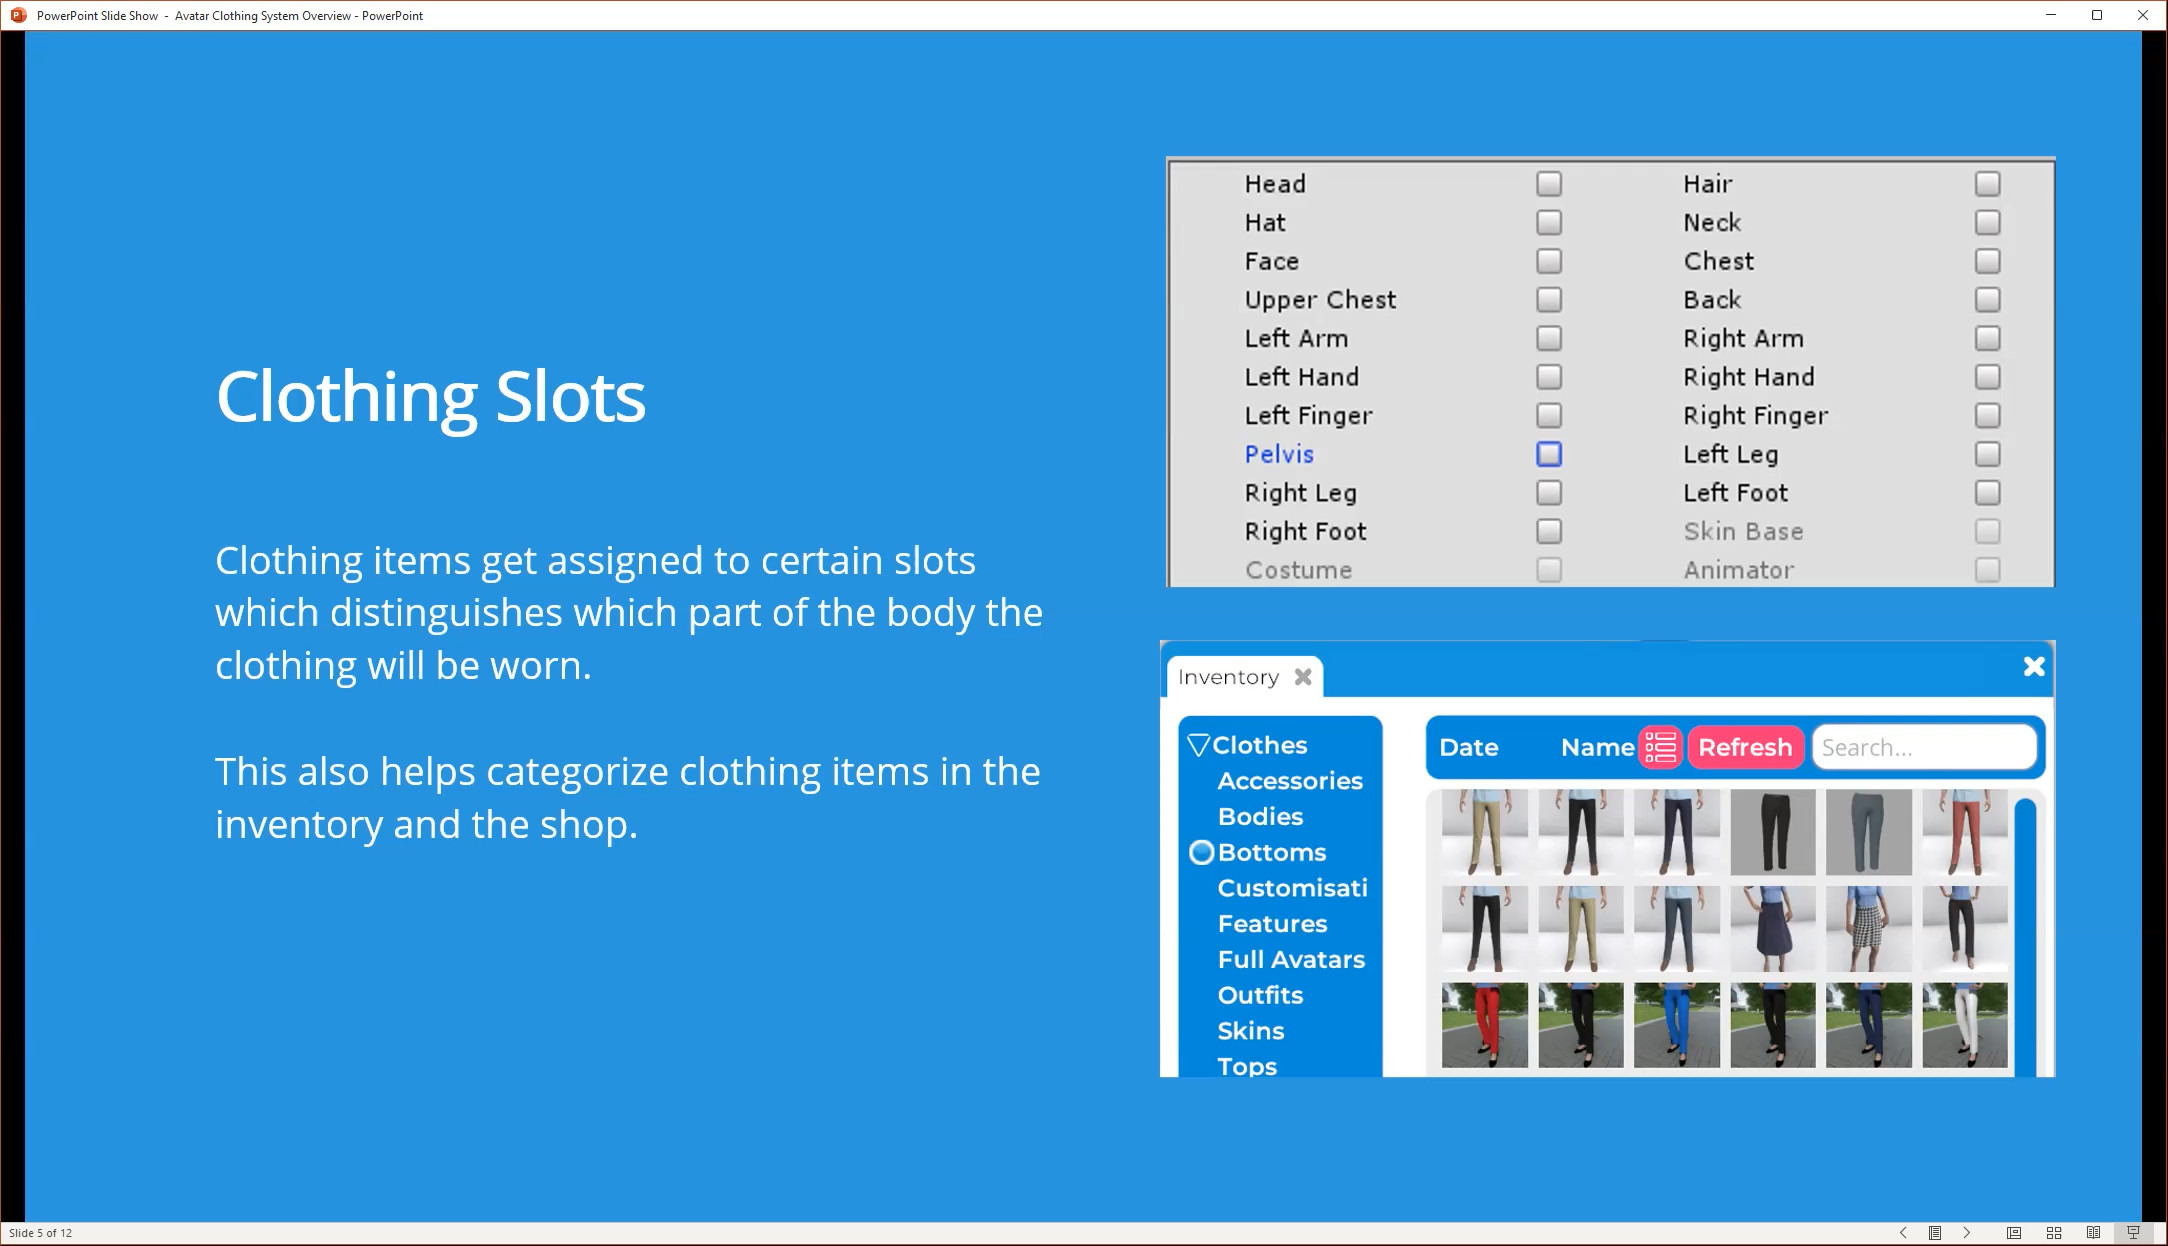 PowerPoint Slide Show - Avatar Clothing System Overview - PowerPoint
Clothing Slots
Clothing items get assigned to certain slots
which distinguishes which part of the body the
clothing will be worn.
This also helps categorize clothing items in the
inventory and the shop.
Head Hair
Hat Neck
Face Chest
Upper Chest Back
Left Arm Right Arm
Left Hand Right Hand
Left Finger Right Finger
Pelvis Left Leg
Right Leg Left Foot
Right Foot Skin Base
Costume Animator
Inventory
Clothes
Accessories
Bodies
Bottoms
Customisati
Features
Full Avatars
Outfits
Skins
Tops
Date Name Refresh Search...
Slide 5 of 12